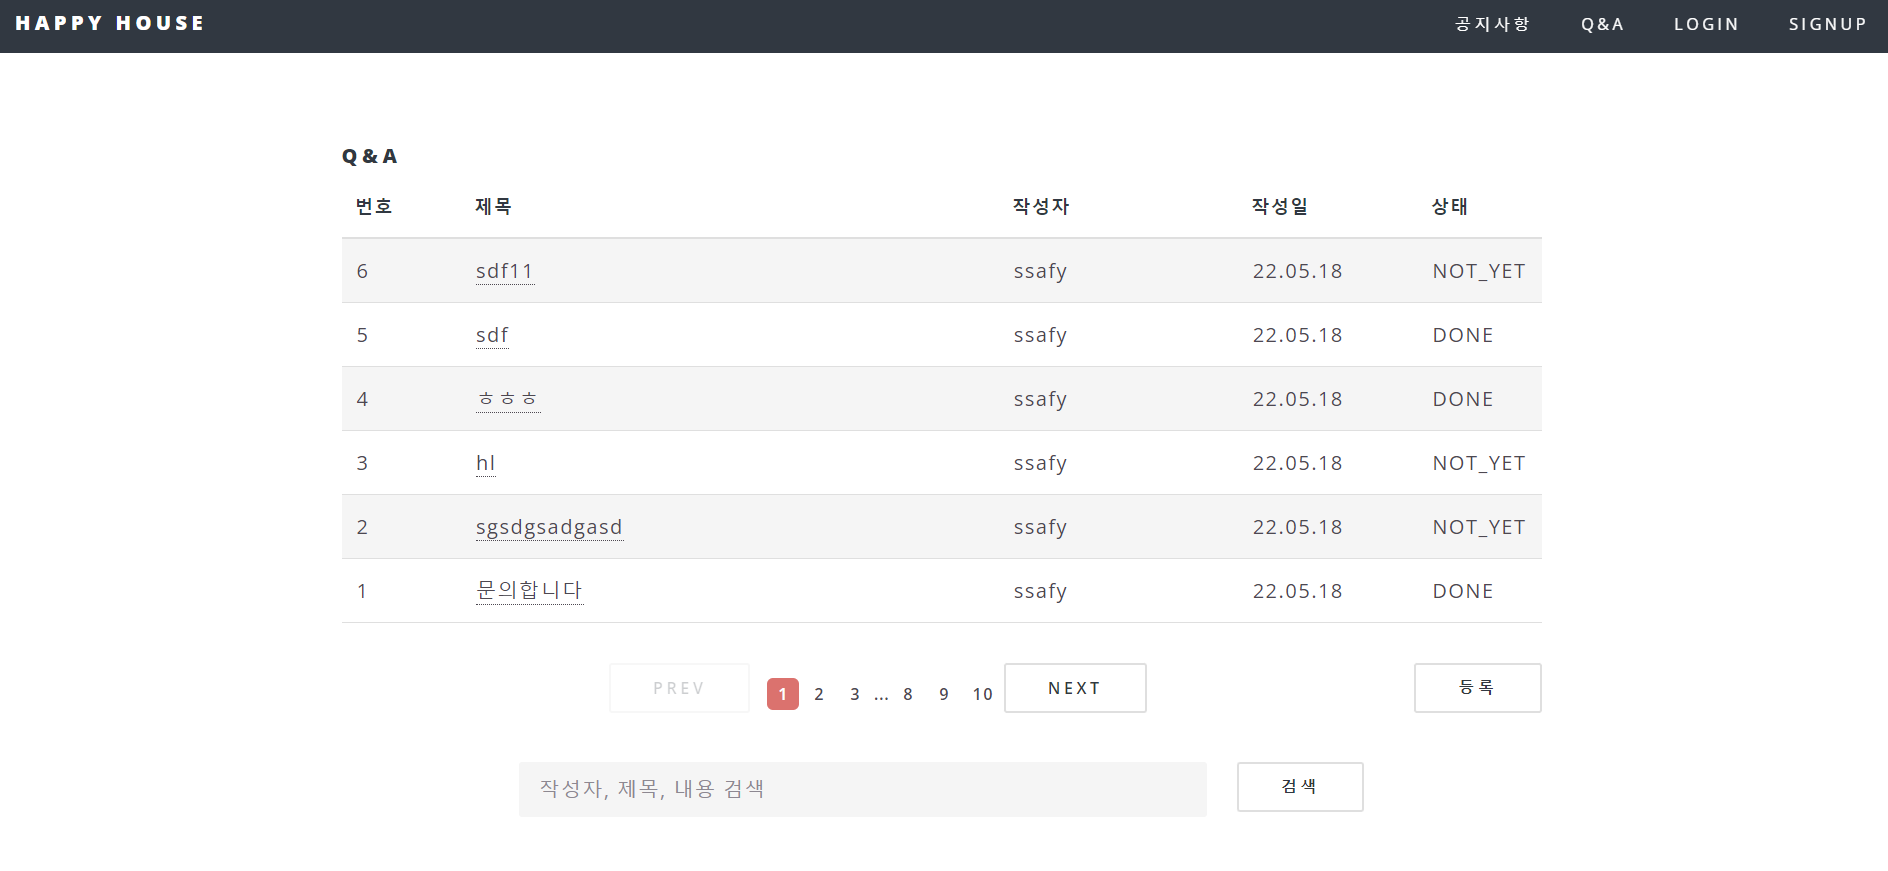 HAPPY HOUSE 공지사항 Q&A LOGIN SIGNUP
Q&A
번호 제목 작성자 작성일 상태
6 sdf11 ssafy 22.05.18 NOT_YET
5 sdf ssafy 22.05.18 DONE
4 ㅎㅎㅎ ssafy 22.05.18 DONE
3 hl ssafy 22.05.18 NOT_YET
2 sgsdgsadgasd ssafy 22.05.18 NOT_YET
1 문의합니다 ssafy 22.05.18 DONE
PREV 1 2 3 ... 8 9 10 NEXT 등록
작성자, 제목, 내용 검색 검색